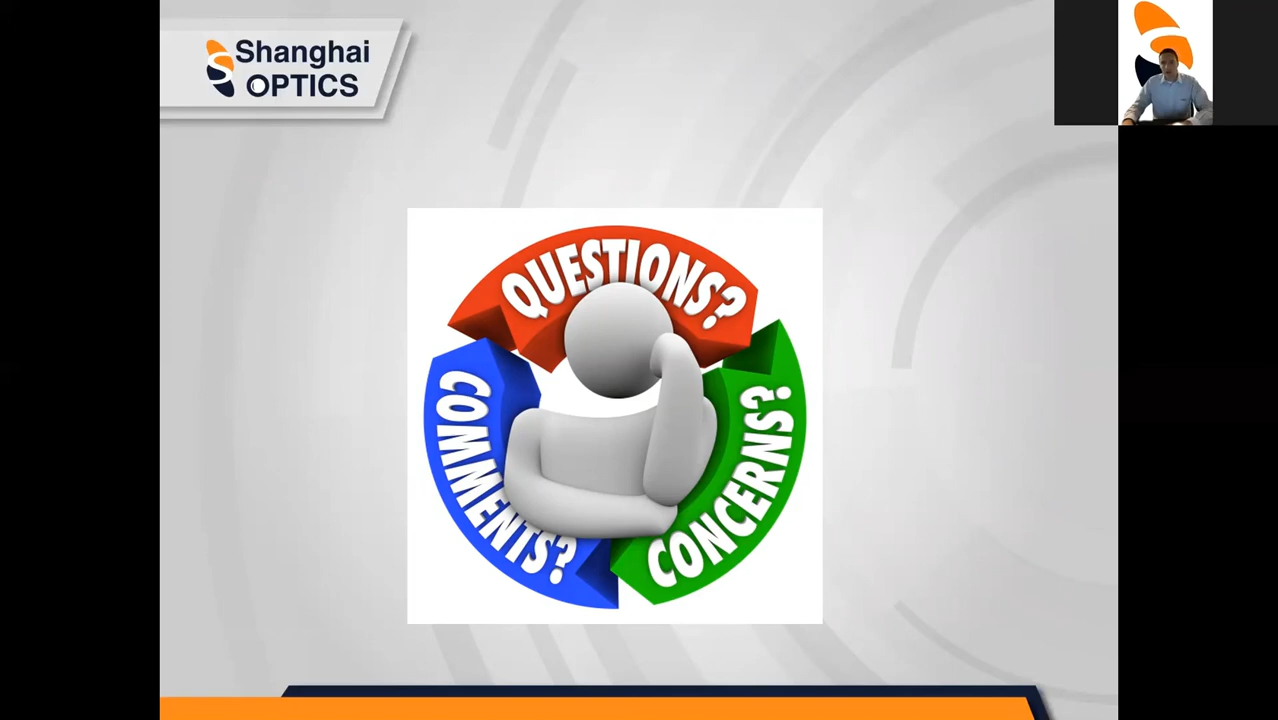 Shanghai
OPTICS
QUESTIONS?
COMMENTS?
CONCERNS?